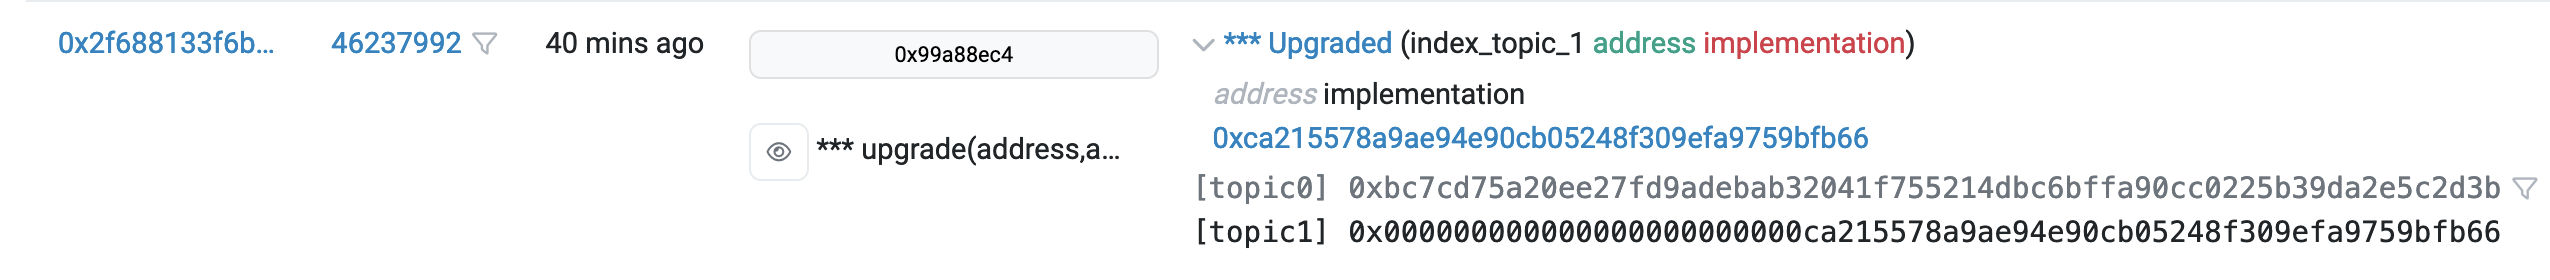 0x2f688133f6b... 46237992 40 mins ago 0x99a88ec4
*** upgrade(address,a...
*** Upgraded (index_topic_1 address implementation)
address implementation
0xca215578a9ae94e90cb05248f309efa9759bfb66
[topic0] 0xbc7cd75a20ee27fd9adebab32041f755214dbc6bffa90cc0225b39da2e5c2d3b
[topic1] 0x000000000000000000000000ca215578a9ae94e90cb05248f309efa9759bfb66